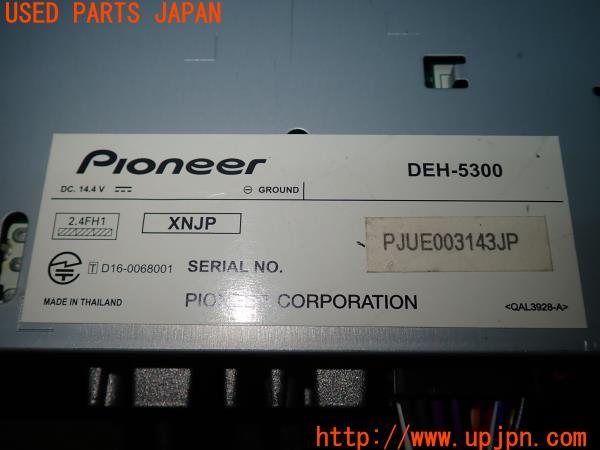 USED PARTS JAPAN
Pioneer DEH-5300
DC. 14.4 V ⊖ GROUND
2.4FH1 XNJP
T D16-0068001 SERIAL NO. PJUE003143JP
MADE IN THAILAND PIONEER CORPORATION <QAL3928-A>
http://www.upjpn.com